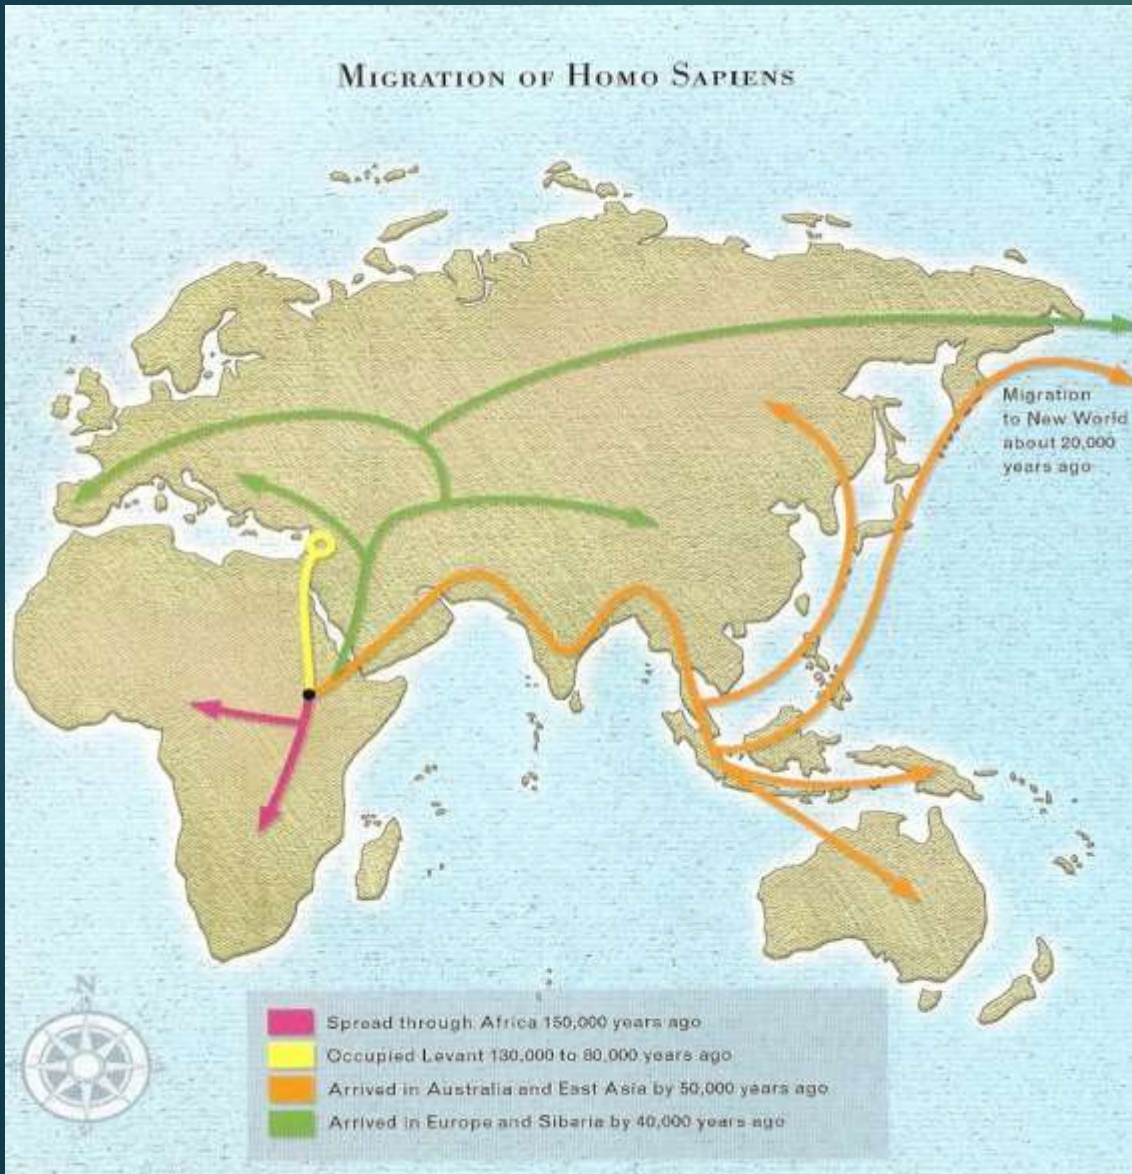 MIGRATION OF HOMO SAPIENS
Migration
to New World
about 20,000
years ago
N
Spread through Africa 150,000 years ago
Occupied Levant 130,000 to 80,000 years ago
Arrived in Australia and East Asia by 50,000 years ago
Arrived in Europe and Siberia by 40,000 years ago